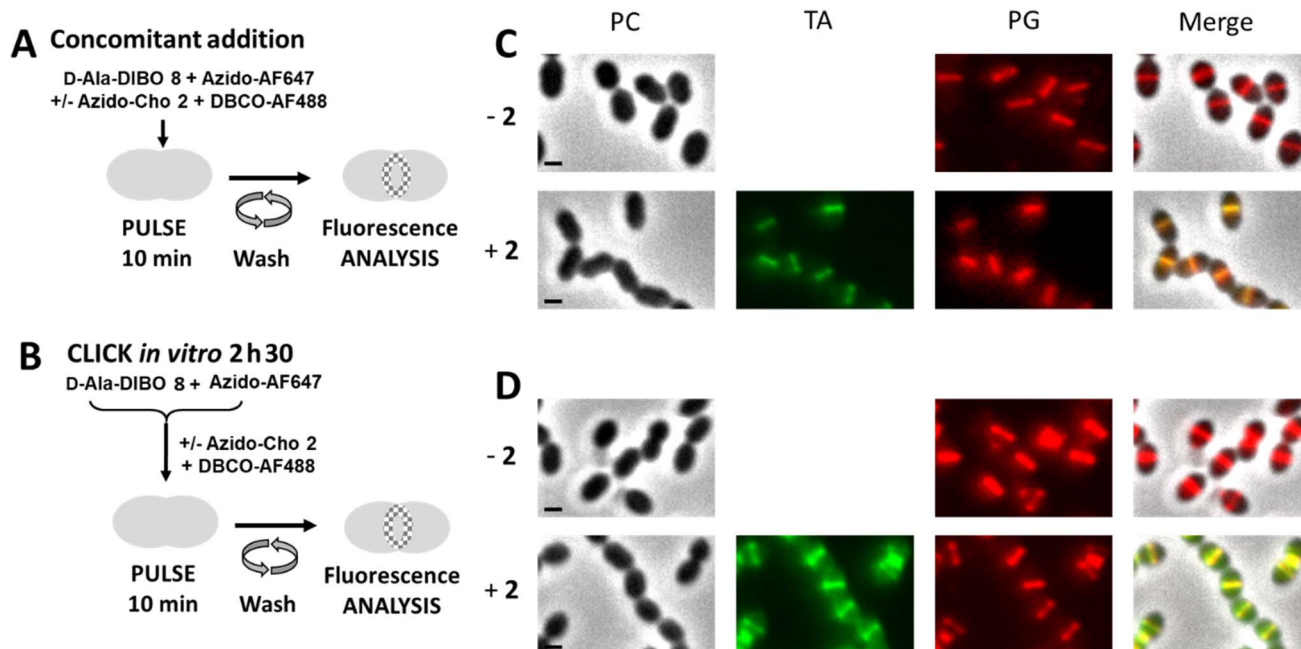 A Concomitant addition
D-Ala-DIBO 8 + Azido-AF647
+/- Azido-Cho 2 + DBCO-AF488
PULSE
10 min
Wash
Fluorescence
ANALYSIS
B CLICK in vitro 2 h 30
D-Ala-DIBO 8 + Azido-AF647
+/- Azido-Cho 2
+ DBCO-AF488
PULSE
10 min
Wash
Fluorescence
ANALYSIS
C PC TA PG Merge
- 2
+ 2
D
- 2
+ 2